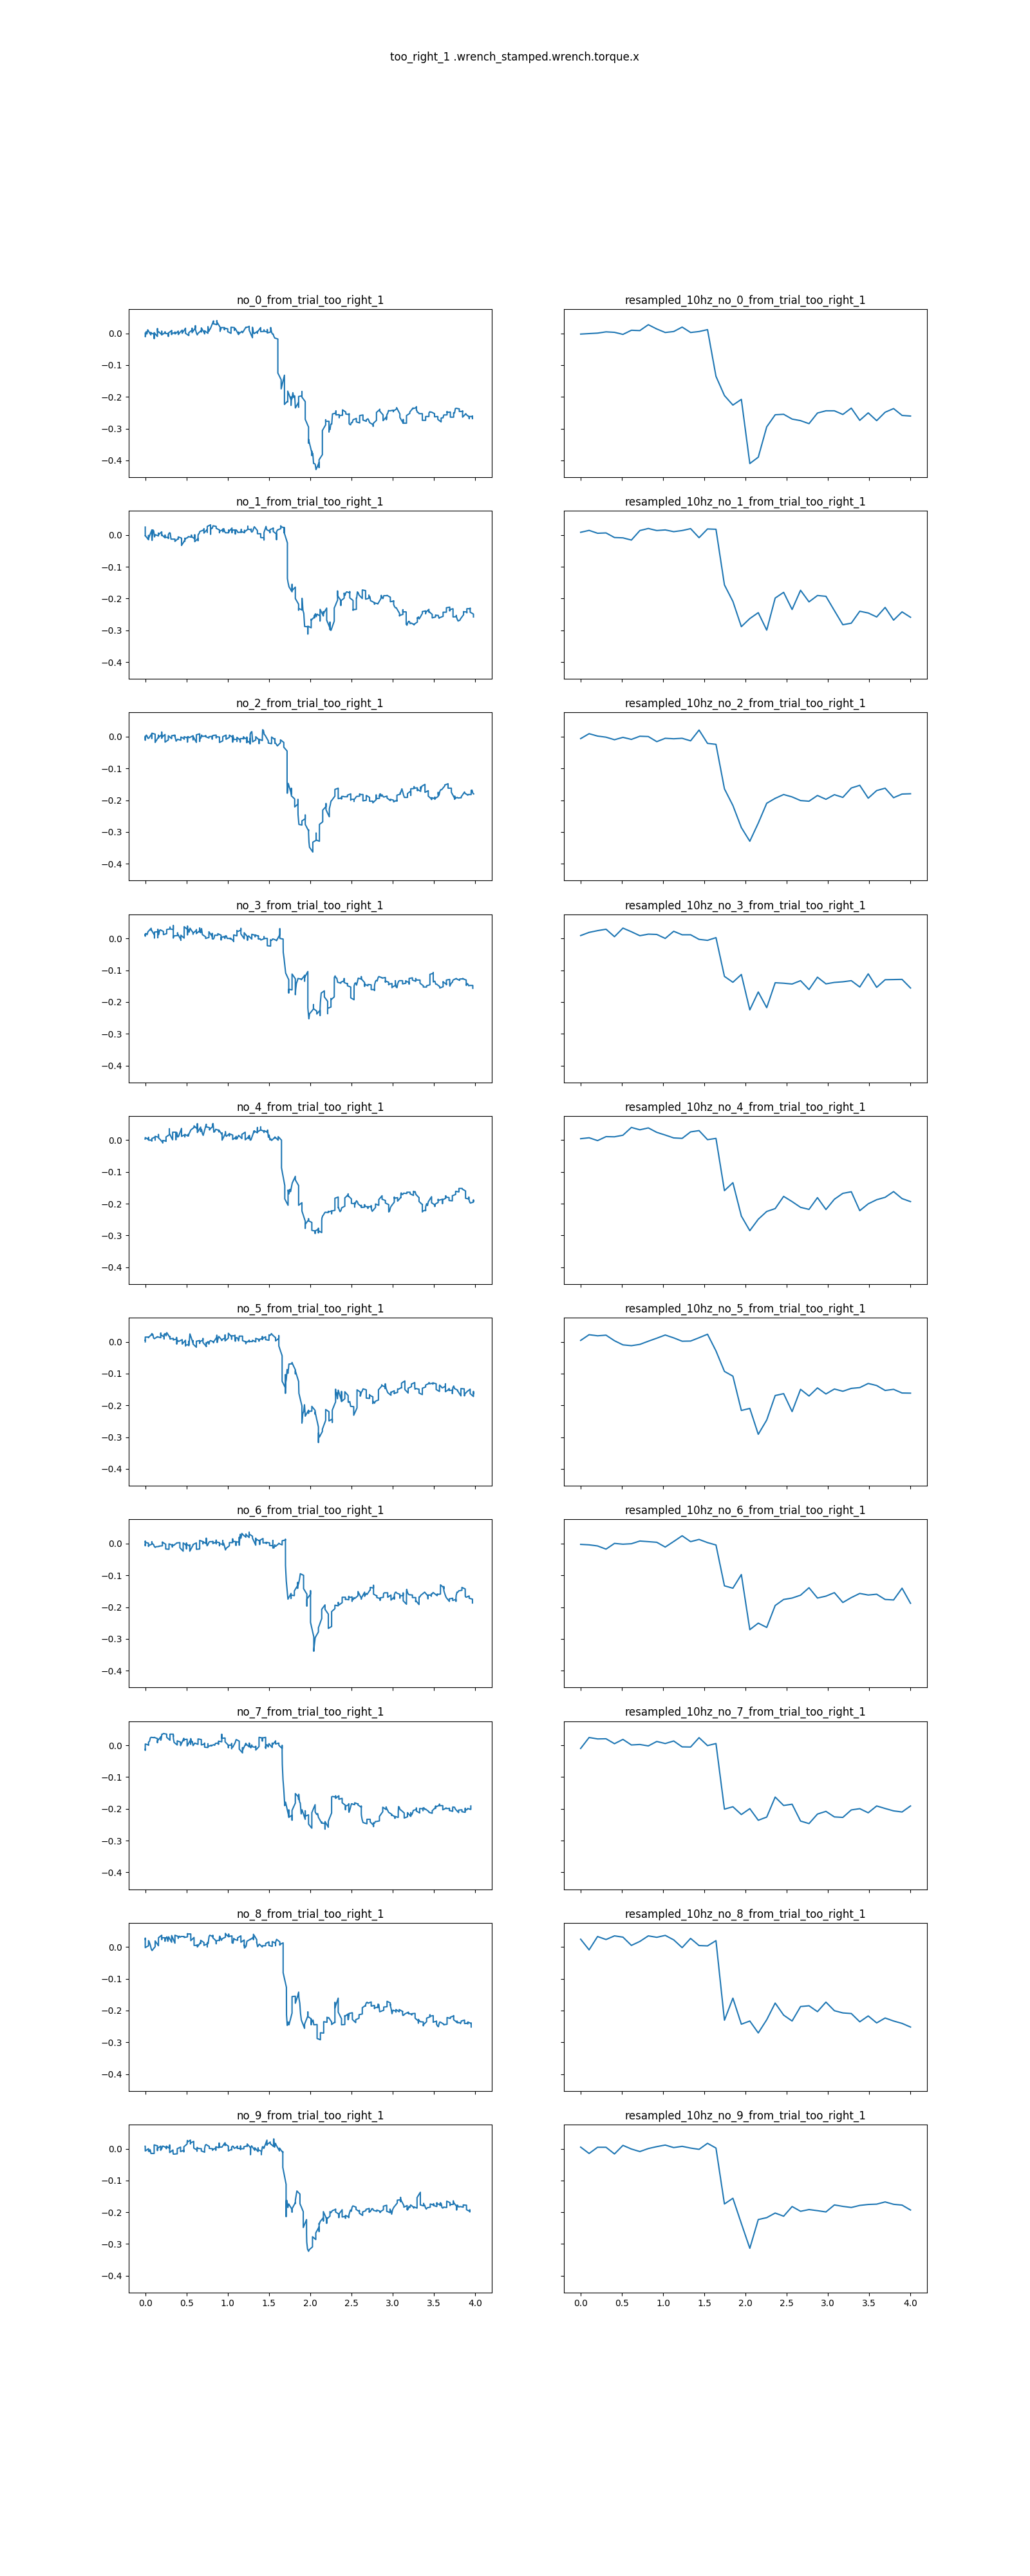 too_right_1 .wrench_stamped.wrench.torque.x
no_0_from_trial_too_right_1
resampled_10hz_no_0_from_trial_too_right_1
0.0
−0.1
−0.2
−0.3
−0.4
no_1_from_trial_too_right_1
resampled_10hz_no_1_from_trial_too_right_1
0.0
−0.1
−0.2
−0.3
−0.4
no_2_from_trial_too_right_1
resampled_10hz_no_2_from_trial_too_right_1
0.0
−0.1
−0.2
−0.3
−0.4
no_3_from_trial_too_right_1
resampled_10hz_no_3_from_trial_too_right_1
0.0
−0.1
−0.2
−0.3
−0.4
no_4_from_trial_too_right_1
resampled_10hz_no_4_from_trial_too_right_1
0.0
−0.1
−0.2
−0.3
−0.4
no_5_from_trial_too_right_1
resampled_10hz_no_5_from_trial_too_right_1
0.0
−0.1
−0.2
−0.3
−0.4
no_6_from_trial_too_right_1
resampled_10hz_no_6_from_trial_too_right_1
0.0
−0.1
−0.2
−0.3
−0.4
no_7_from_trial_too_right_1
resampled_10hz_no_7_from_trial_too_right_1
0.0
−0.1
−0.2
−0.3
−0.4
no_8_from_trial_too_right_1
resampled_10hz_no_8_from_trial_too_right_1
0.0
−0.1
−0.2
−0.3
−0.4
no_9_from_trial_too_right_1
resampled_10hz_no_9_from_trial_too_right_1
0.0
−0.1
−0.2
−0.3
−0.4
0.0 0.5 1.0 1.5 2.0 2.5 3.0 3.5 4.0
0.0 0.5 1.0 1.5 2.0 2.5 3.0 3.5 4.0